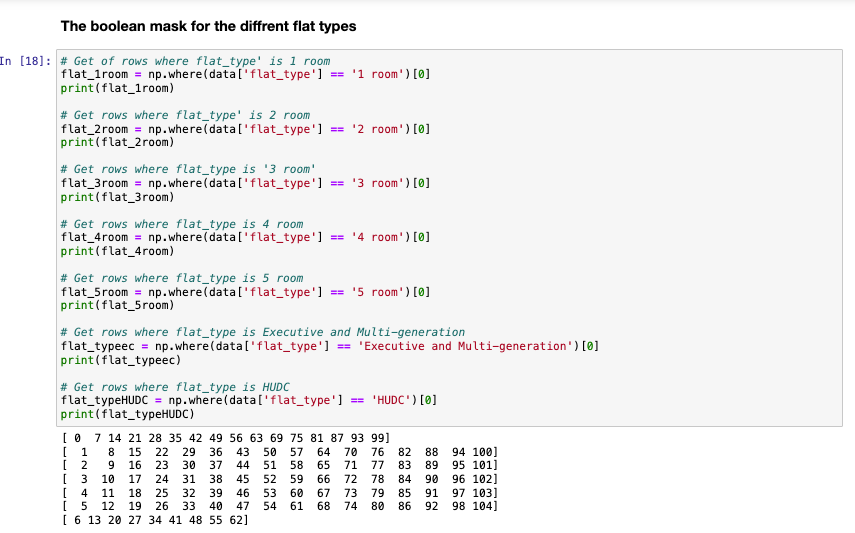 The boolean mask for the diffrent flat types
In [18]:
# Get of rows where flat_type' is 1 room
flat_1room = np.where(data['flat_type'] == '1 room')[0]
print(flat_1room)
# Get rows where flat_type' is 2 room
flat_2room = np.where(data['flat_type'] == '2 room')[0]
print(flat_2room)
# Get rows where flat_type is '3 room'
flat_3room = np.where(data['flat_type'] == '3 room')[0]
print(flat_3room)
# Get rows where flat_type is 4 room
flat_4room = np.where(data['flat_type'] == '4 room')[0]
print(flat_4room)
# Get rows where flat_type is 5 room
flat_5room = np.where(data['flat_type'] == '5 room')[0]
print(flat_5room)
# Get rows where flat_type is Executive and Multi-generation
flat_typeec = np.where(data['flat_type'] == 'Executive and Multi-generation')[0]
print(flat_typeec)
# Get rows where flat_type is HUDC
flat_typeHUDC = np.where(data['flat_type'] == 'HUDC')[0]
print(flat_typeHUDC)
[ 0  7 14 21 28 35 42 49 56 63 69 75 81 87 93 99]
[  1   8  15  22  29  36  43  50  57  64  70  76  82  88  94 100]
[  2   9  16  23  30  37  44  51  58  65  71  77  83  89  95 101]
[  3  10  17  24  31  38  45  52  59  66  72  78  84  90  96 102]
[  4  11  18  25  32  39  46  53  60  67  73  79  85  91  97 103]
[  5  12  19  26  33  40  47  54  61  68  74  80  86  92  98 104]
[ 6 13 20 27 34 41 48 55 62]